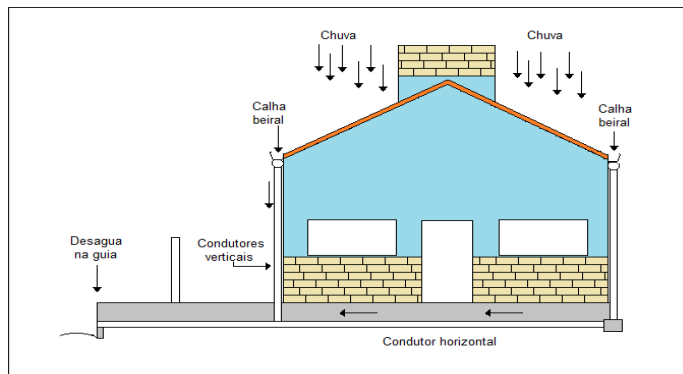 Chuva
Chuva
Calha
beiral
Calha
beiral
Desagua
na guia
Condutores
verticais
Condutor horizontal